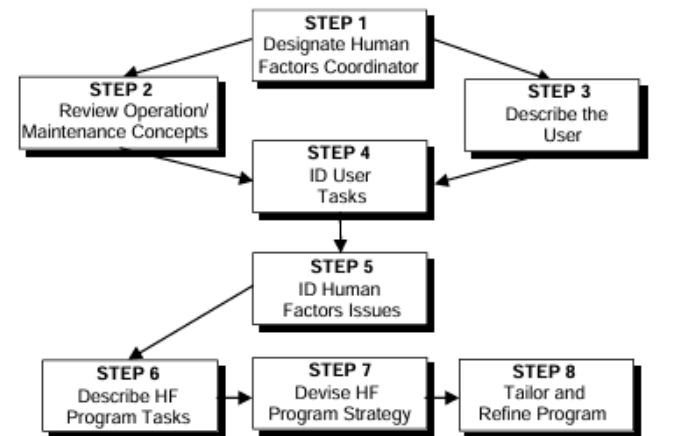 STEP 1
Designate Human
Factors Coordinator
STEP 2
Review Operation/
Maintenance Concepts
STEP 3
Describe the
User
STEP 4
ID User
Tasks
STEP 5
ID Human
Factors Issues
STEP 6
Describe HF
Program Tasks
STEP 7
Devise HF
Program Strategy
STEP 8
Tailor and
Refine Program